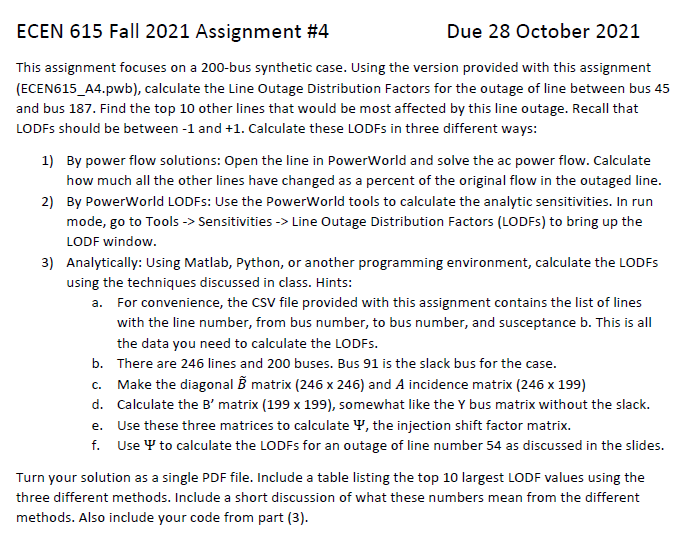 ECEN 615 Fall 2021 Assignment #4 Due 28 October 2021
This assignment focuses on a 200-bus synthetic case. Using the version provided with this assignment
(ECEN615_A4.pwb), calculate the Line Outage Distribution Factors for the outage of line between bus 45
and bus 187. Find the top 10 other lines that would be most affected by this line outage. Recall that
LODFs should be between -1 and +1. Calculate these LODFs in three different ways:
1) By power flow solutions: Open the line in PowerWorld and solve the ac power flow. Calculate
how much all the other lines have changed as a percent of the original flow in the outaged line.
2) By PowerWorld LODFs: Use the PowerWorld tools to calculate the analytic sensitivities. In run
mode, go to Tools -> Sensitivities -> Line Outage Distribution Factors (LODFs) to bring up the
LODF window.
3) Analytically: Using Matlab, Python, or another programming environment, calculate the LODFs
using the techniques discussed in class. Hints:
a. For convenience, the CSV file provided with this assignment contains the list of lines
with the line number, from bus number, to bus number, and susceptance b. This is all
the data you need to calculate the LODFs.
b. There are 246 lines and 200 buses. Bus 91 is the slack bus for the case.
c. Make the diagonal B̃ matrix (246 x 246) and A incidence matrix (246 x 199)
d. Calculate the B’ matrix (199 x 199), somewhat like the Y bus matrix without the slack.
e. Use these three matrices to calculate Ψ, the injection shift factor matrix.
f. Use Ψ to calculate the LODFs for an outage of line number 54 as discussed in the slides.
Turn your solution as a single PDF file. Include a table listing the top 10 largest LODF values using the
three different methods. Include a short discussion of what these numbers mean from the different
methods. Also include your code from part (3).